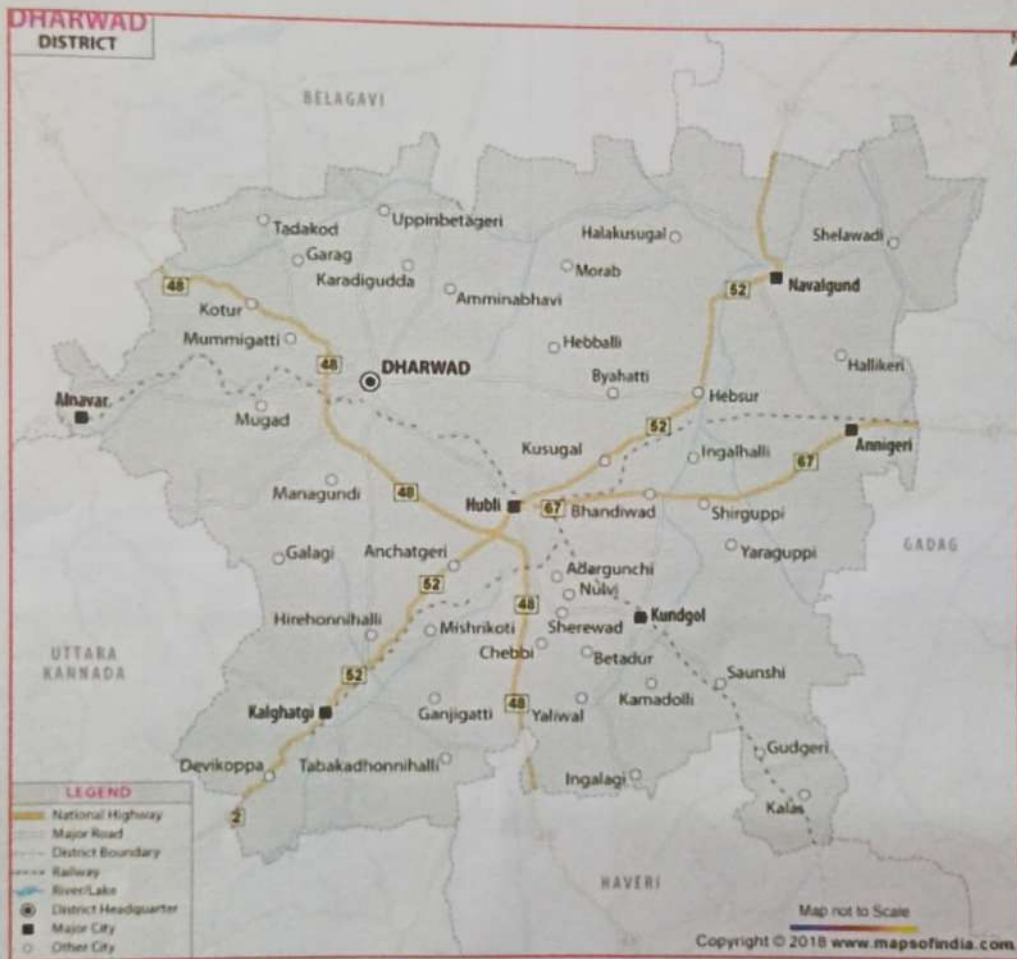 DHARWAD
DISTRICT
BELAGAVI
Uppinbetageri
Tadakod
Halakusugal
Shelawadi
Garag
Karadigudda
Morab
Navalgund
48
52
Amminabhavi
Kotur
Mummigatti
Hebballi
Hallikeri
48
DHARWAD
Byahatti
Hebsur
Alnavar
Mugad
52
Annigeri
Kusugal
Ingalhalli
67
Managundi
48
Hubli
67
Bhandiwad
Shirguppi
Galagi
Anchatgeri
Yaraguppi
GADAG
52
Adargunchi
Nulvi
48
Hirehonnihalli
Mishrikoti
Sherewad
Kundgol
Chebbi
Betadur
UTTARA
KANNADA
52
Saunshi
Kamadolli
Kalghatgi
Ganjigatti
48
Yaliwal
Gudgeri
Devikoppa
Tabakadhonnihalli
Ingalagi
Kalas
2
LEGEND
National Highway
Major Road
District Boundary
Railway
River/Lake
District Headquarter
Major City
Other City
HAVERI
Map not to Scale
Copyright © 2018 www.mapsofindia.com